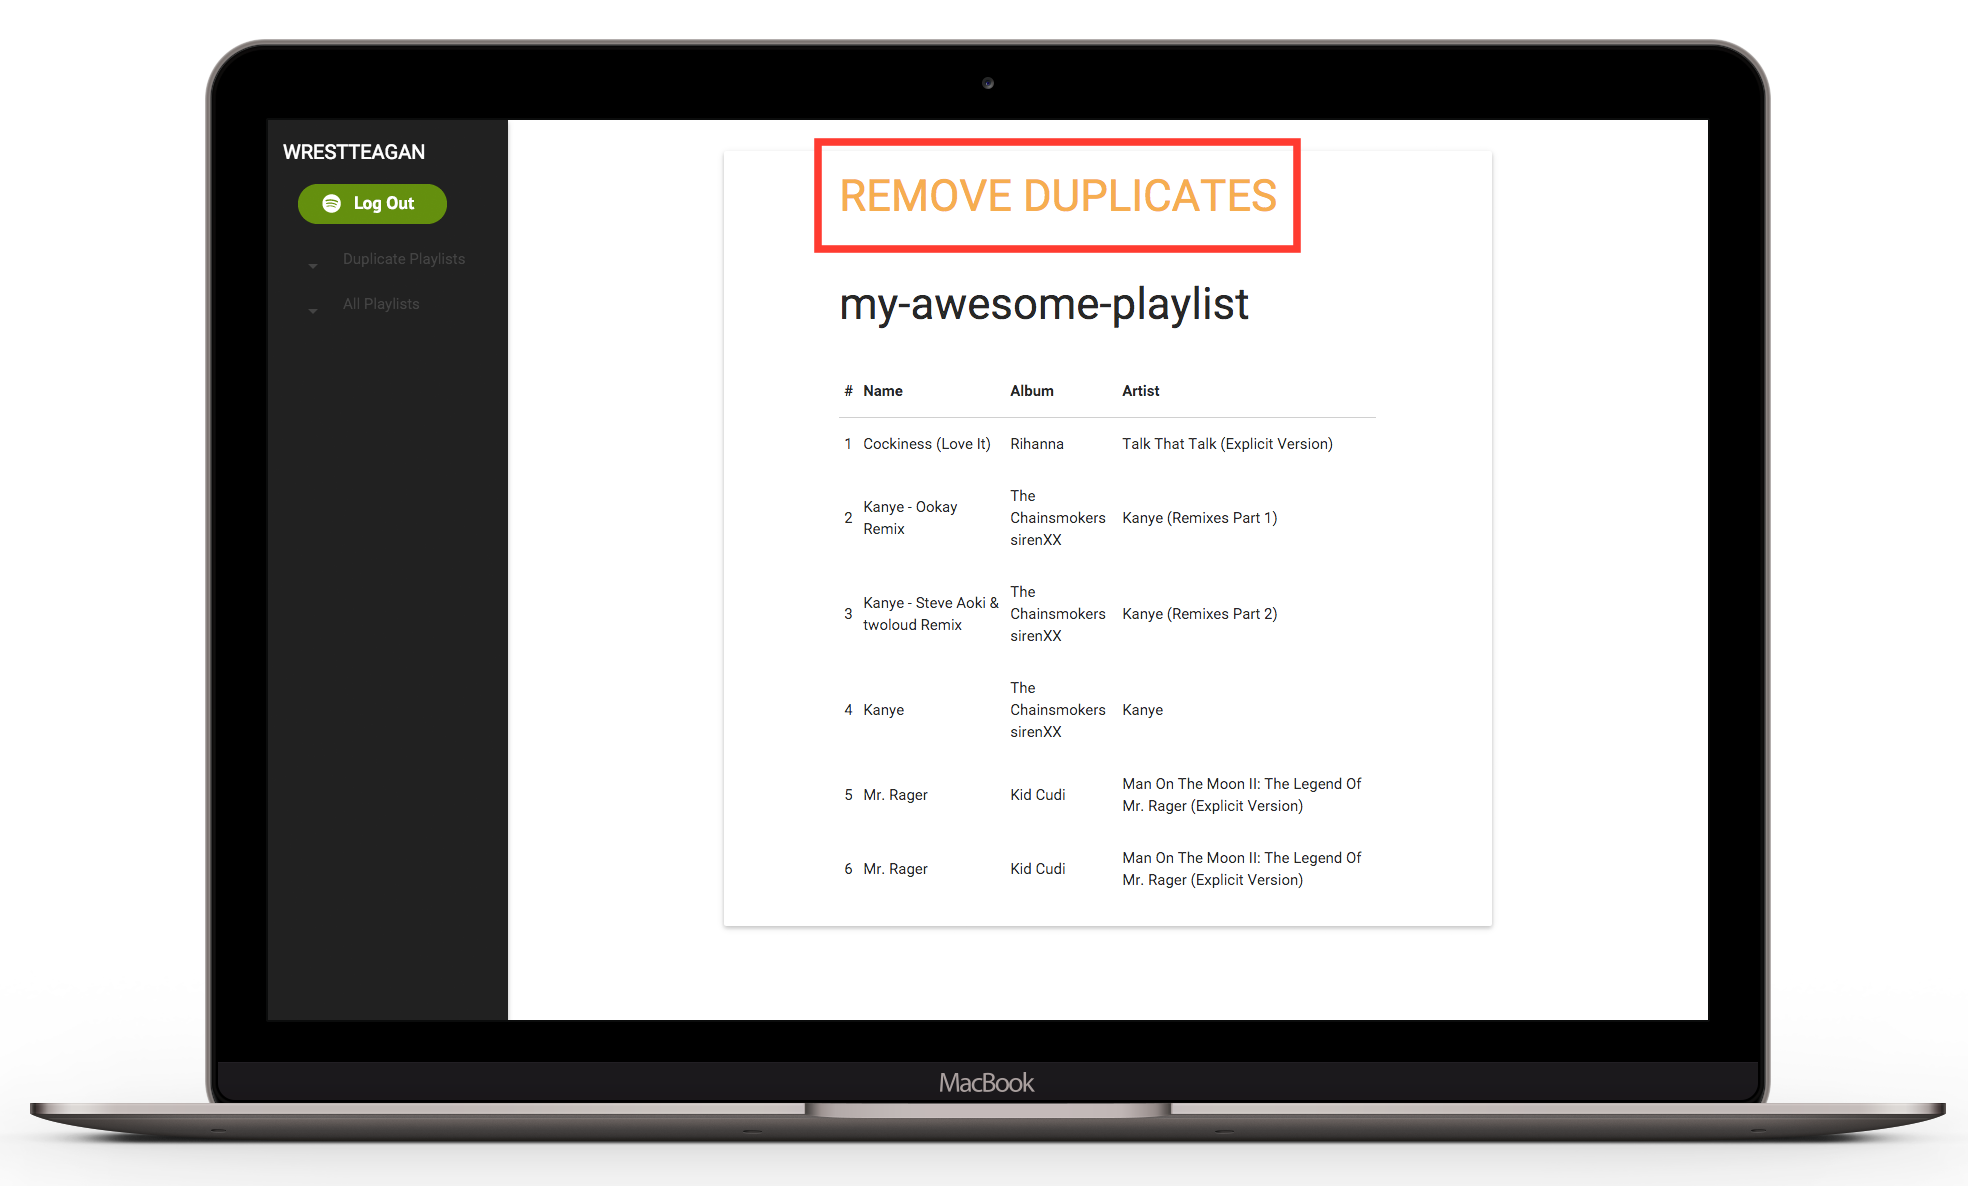 WRESTTEAGAN
Log Out
Duplicate Playlists
All Playlists
REMOVE DUPLICATES
my-awesome-playlist
# Name Album Artist
1 Cockiness (Love It) Rihanna Talk That Talk (Explicit Version)
2 Kanye - Ookay
Remix
The
Chainsmokers
sirenXX
Kanye (Remixes Part 1)
3 Kanye - Steve Aoki &
twoloud Remix
The
Chainsmokers
sirenXX
Kanye (Remixes Part 2)
4 Kanye
The
Chainsmokers
sirenXX
Kanye
5 Mr. Rager Kid Cudi
Man On The Moon II: The Legend Of
Mr. Rager (Explicit Version)
6 Mr. Rager Kid Cudi
Man On The Moon II: The Legend Of
Mr. Rager (Explicit Version)
MacBook